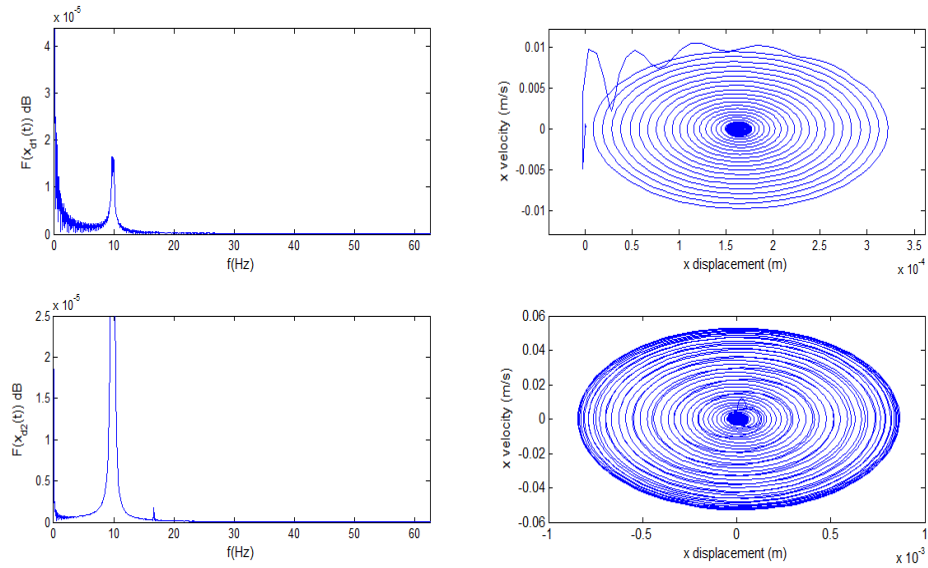 x 10^-5
F(x_d1(t)) dB
4
3
2
1
0
0 10 20 30 40 50 60
f(Hz)
x velocity (m/s)
0.01
0.005
0
-0.005
-0.01
0 0.5 1 1.5 2 2.5 3 3.5
x displacement (m)
x 10^-4
x 10^-5
F(x_d2(t)) dB
2.5
2
1.5
1
0.5
0
0 10 20 30 40 50 60
f(Hz)
x velocity (m/s)
0.06
0.04
0.02
0
-0.02
-0.04
-0.06
-1 -0.5 0 0.5 1
x displacement (m)
x 10^-3